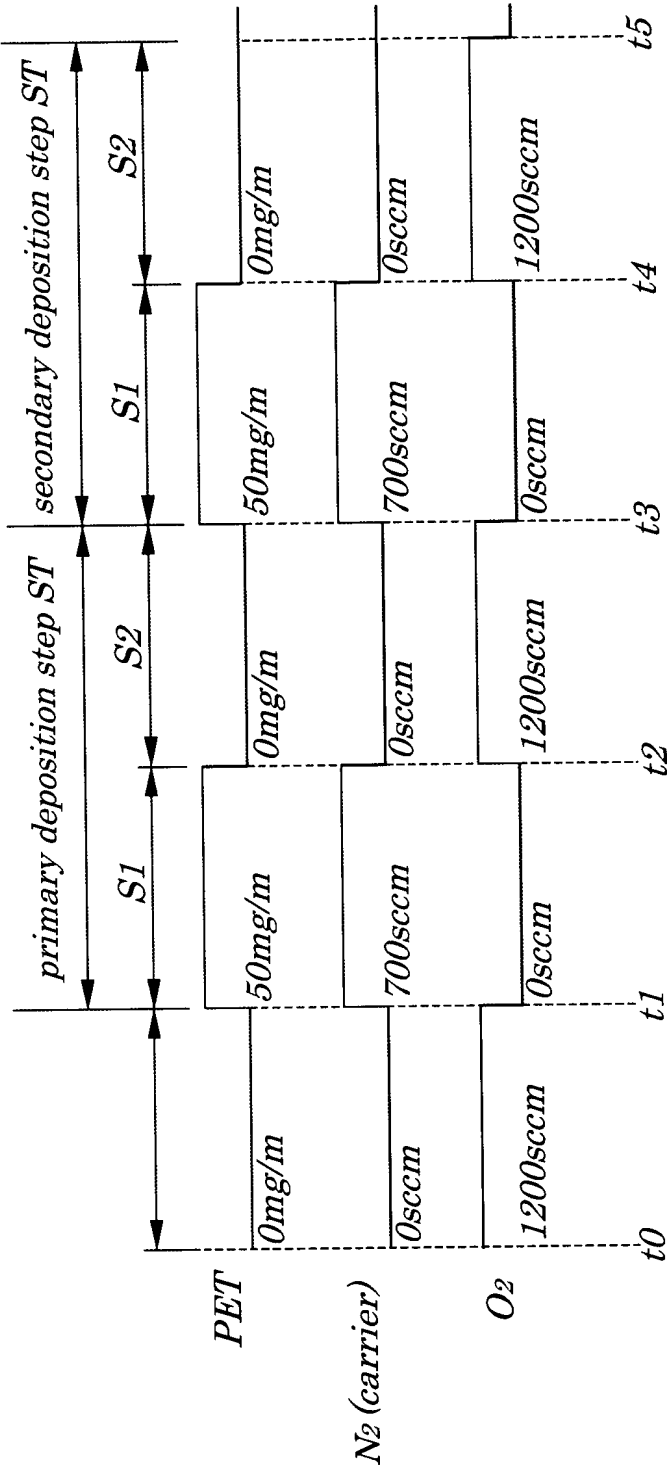 primary deposition step ST
secondary deposition step ST
S1
S2
S1
S2
PET
0mg/m
50mg/m
0mg/m
50mg/m
0mg/m
N2 (carrier)
0sccm
700sccm
0sccm
700sccm
0sccm
O2
1200sccm
0sccm
1200sccm
0sccm
1200sccm
t0
t1
t2
t3
t4
t5